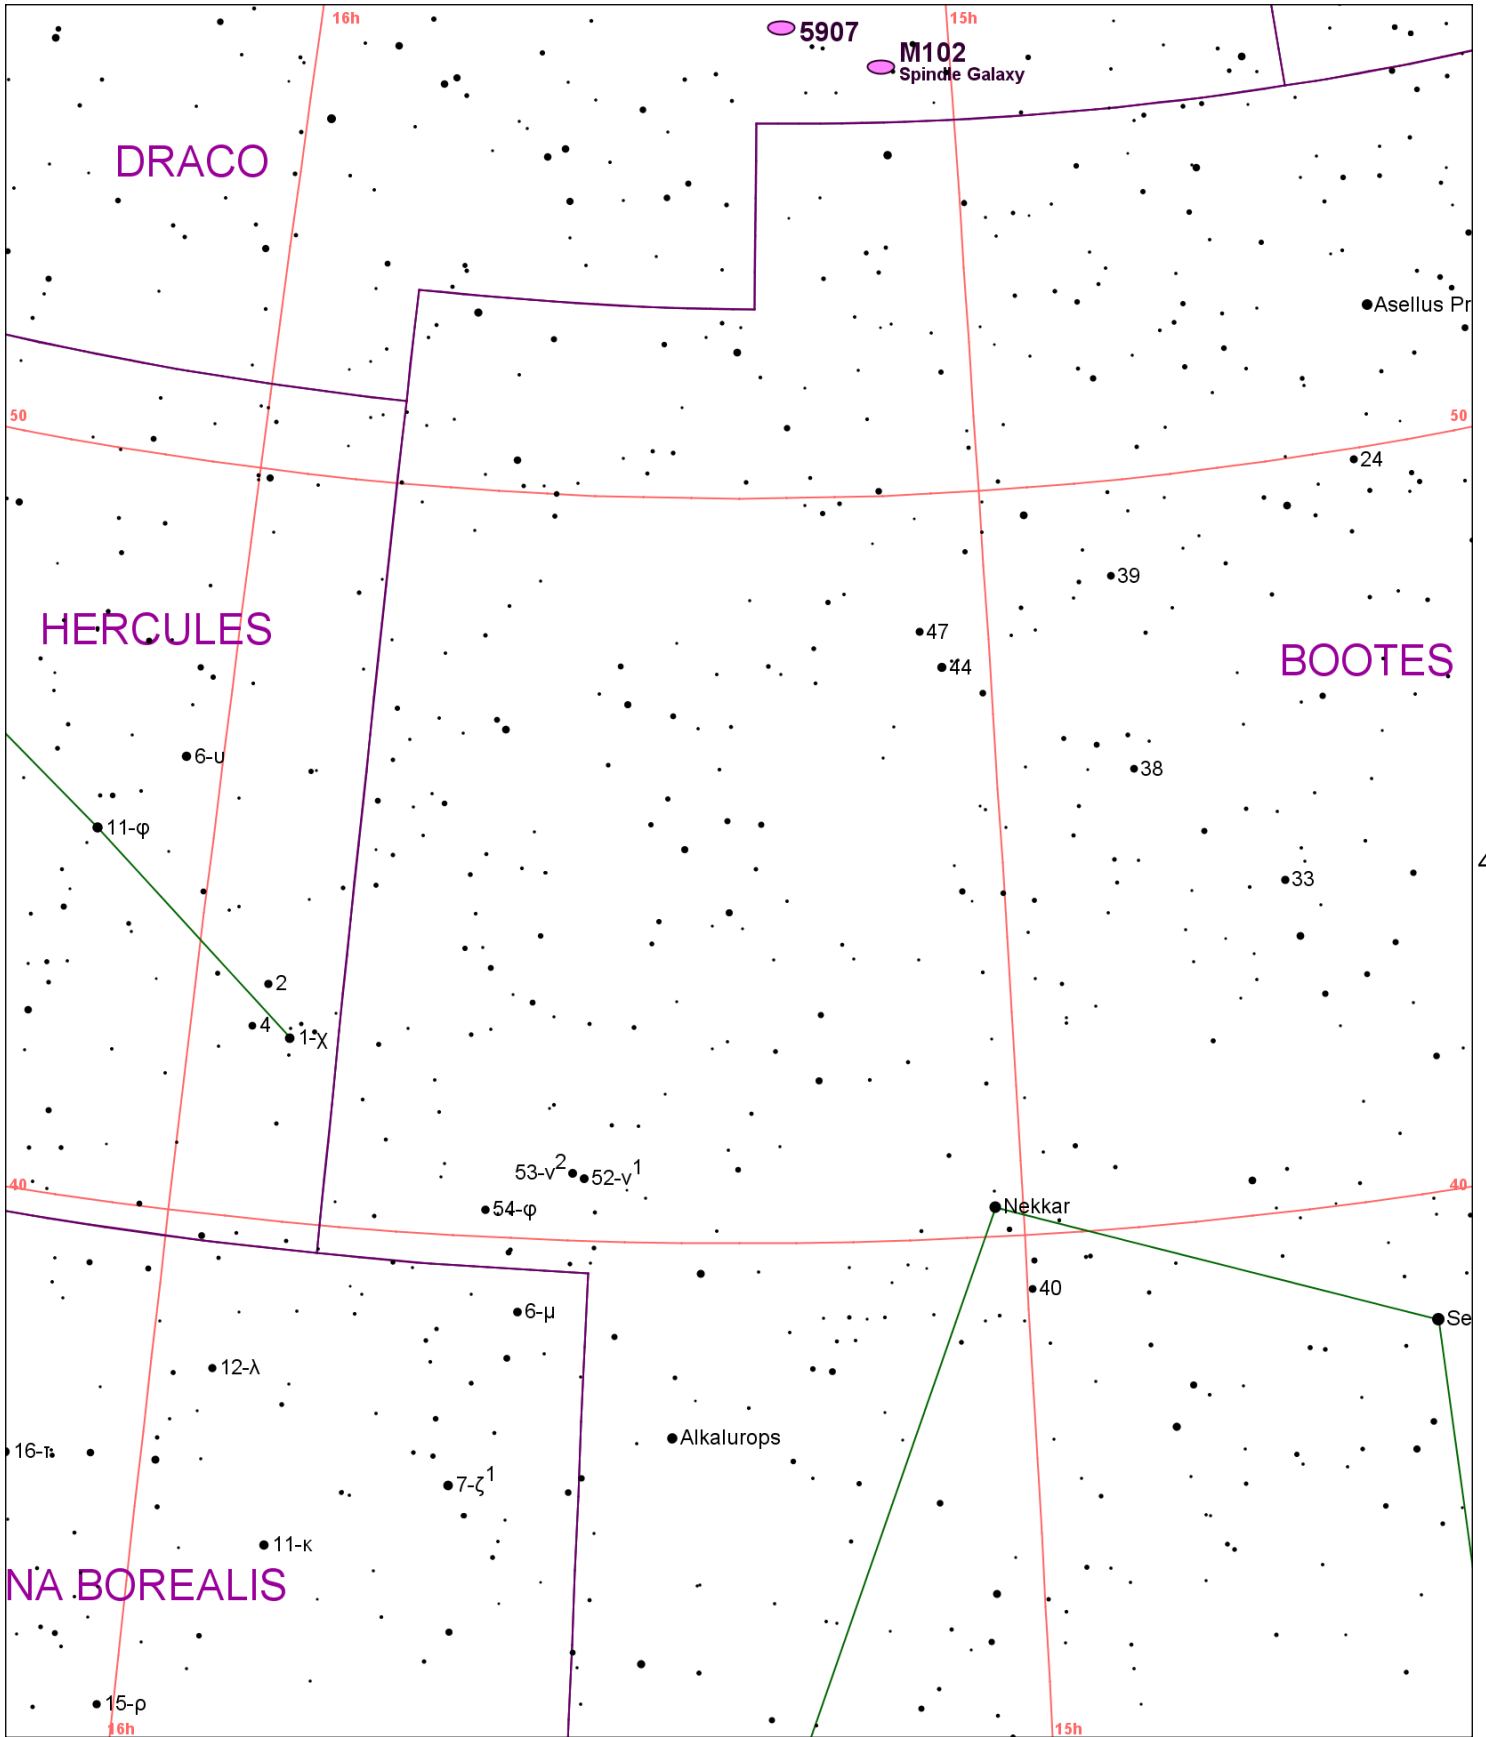 16h
15h
5907
M102
Spindle Galaxy
DRACO
Asellus Pr
50
50
24
39
HERCULES
47
44
BOOTES
6-υ
38
11-φ
33
4
2
4
1-χ
53-ν2
52-ν1
40
40
54-φ
Nekkar
40
6-μ
Se
12-λ
Alkalurops
16-τ
7-ζ1
11-κ
NA BOREALIS
15-ρ
16h
15h